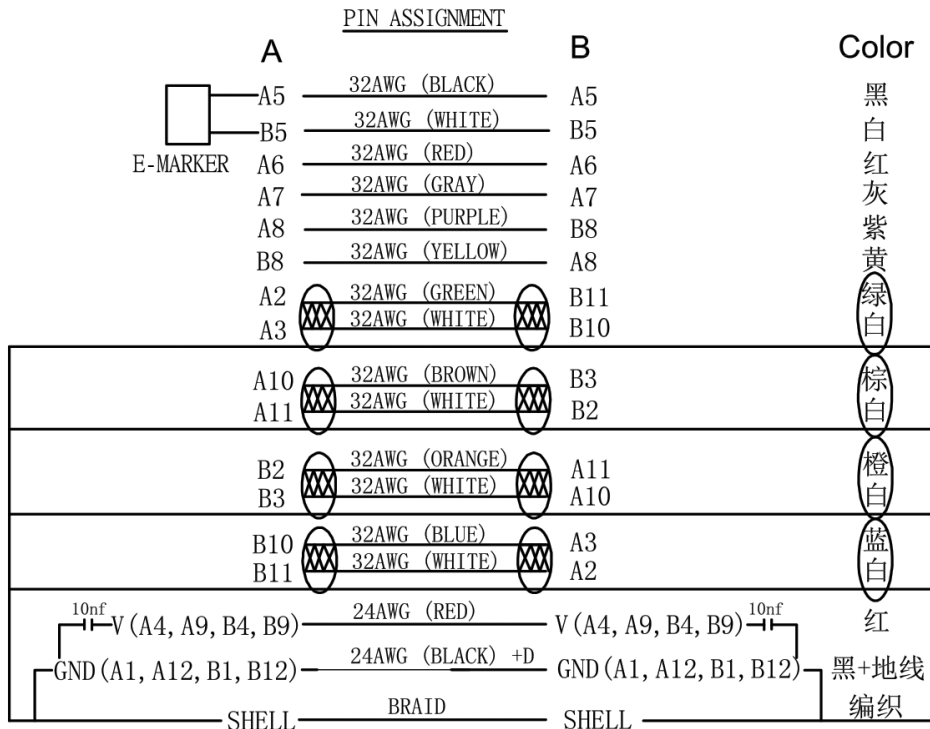 PIN ASSIGNMENT
A B Color
A5 32AWG (BLACK) A5 黑
B5 32AWG (WHITE) B5 白
E-MARKER
A6 32AWG (RED) A6 红
A7 32AWG (GRAY) A7 灰
A8 32AWG (PURPLE) B8 紫
B8 32AWG (YELLOW) A8 黄
A2 32AWG (GREEN) B11 绿
A3 32AWG (WHITE) B10 白
A10 32AWG (BROWN) B3 棕
A11 32AWG (WHITE) B2 白
B2 32AWG (ORANGE) A11 橙
B3 32AWG (WHITE) A10 白
B10 32AWG (BLUE) A3 蓝
B11 32AWG (WHITE) A2 白
10nf V(A4, A9, B4, B9) 24AWG (RED) V(A4, A9, B4, B9) 10nf 红
GND(A1, A12, B1, B12) 24AWG (BLACK) +D GND(A1, A12, B1, B12) 黑+地线
SHELL BRAID SHELL 编织